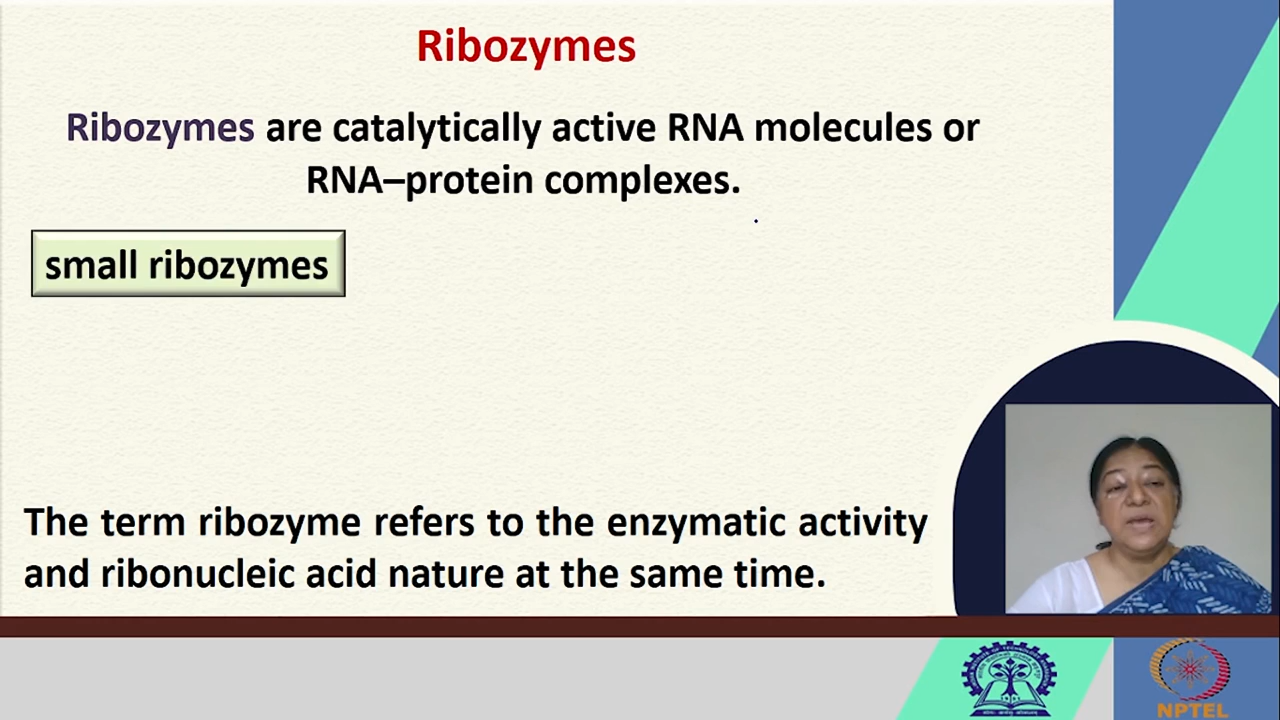 Ribozymes
Ribozymes are catalytically active RNA molecules or
RNA–protein complexes.
small ribozymes
The term ribozyme refers to the enzymatic activity
and ribonucleic acid nature at the same time.
NPTEL